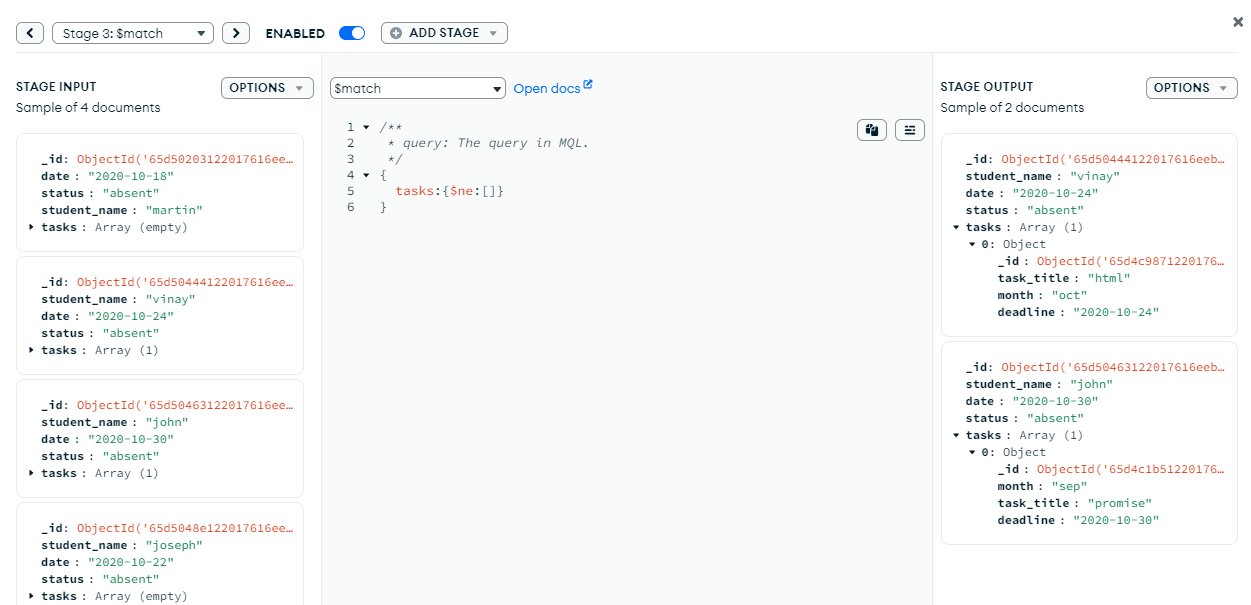 Stage 3: $match
ENABLED
ADD STAGE
STAGE INPUT
OPTIONS
Sample of 4 documents
_id: ObjectId('65d50203122017616ee…
date : "2020-10-18"
status : "absent"
student_name : "martin"
tasks : Array (empty)
_id: ObjectId('65d50444122017616ee…
student_name : "vinay"
date : "2020-10-24"
status : "absent"
tasks : Array (1)
_id: ObjectId('65d50463122017616ee…
student_name : "john"
date : "2020-10-30"
status : "absent"
tasks : Array (1)
_id: ObjectId('65d5048e122017616ee…
student_name : "joseph"
date : "2020-10-22"
status : "absent"
tasks : Array (empty)
$match
Open docs
1 /**
2 * query: The query in MQL.
3 */
4 {
5 tasks:{$ne:[]}
6 }
STAGE OUTPUT
OPTIONS
Sample of 2 documents
_id: ObjectId('65d50444122017616eeb…
student_name : "vinay"
date : "2020-10-24"
status : "absent"
tasks : Array (1)
0: Object
_id : ObjectId('65d4c9871220176…
task_title : "html"
month : "oct"
deadline : "2020-10-24"
_id: ObjectId('65d50463122017616eeb…
student_name : "john"
date : "2020-10-30"
status : "absent"
tasks : Array (1)
0: Object
_id : ObjectId('65d4c1b51220176…
month : "sep"
task_title : "promise"
deadline : "2020-10-30"